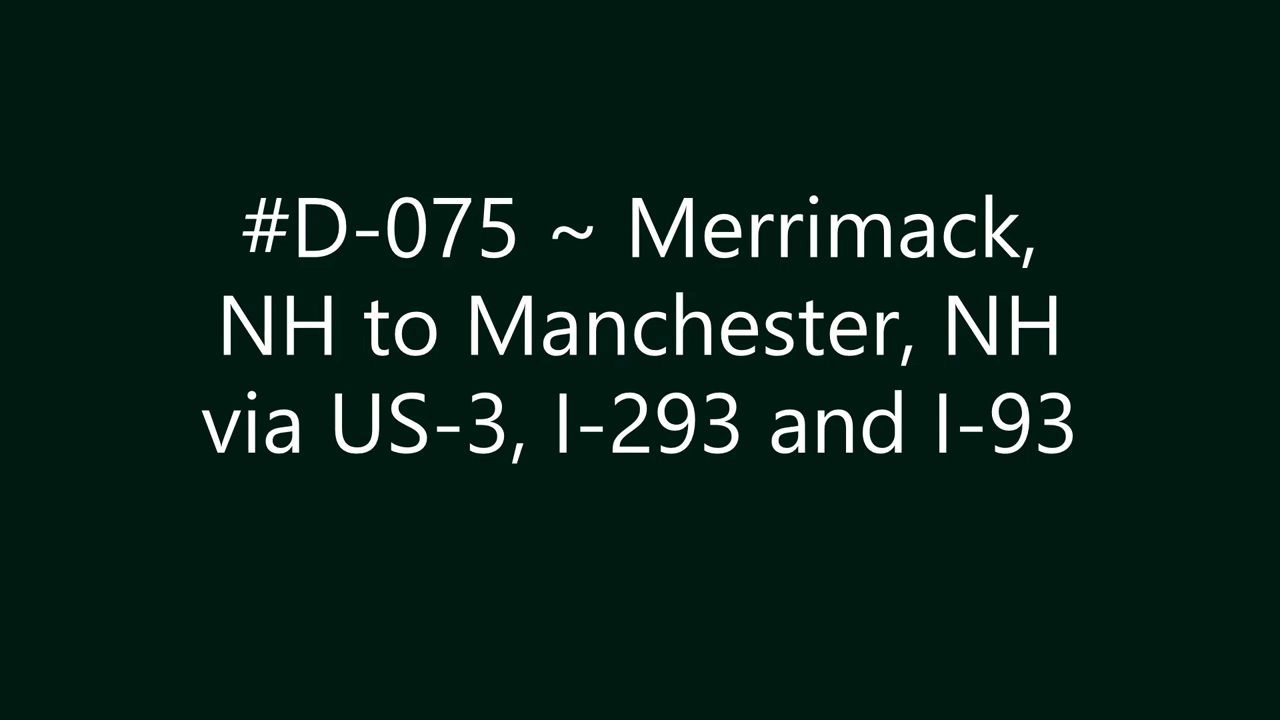 #D-075 ~ Merrimack,
NH to Manchester, NH
via US-3, I-293 and I-93